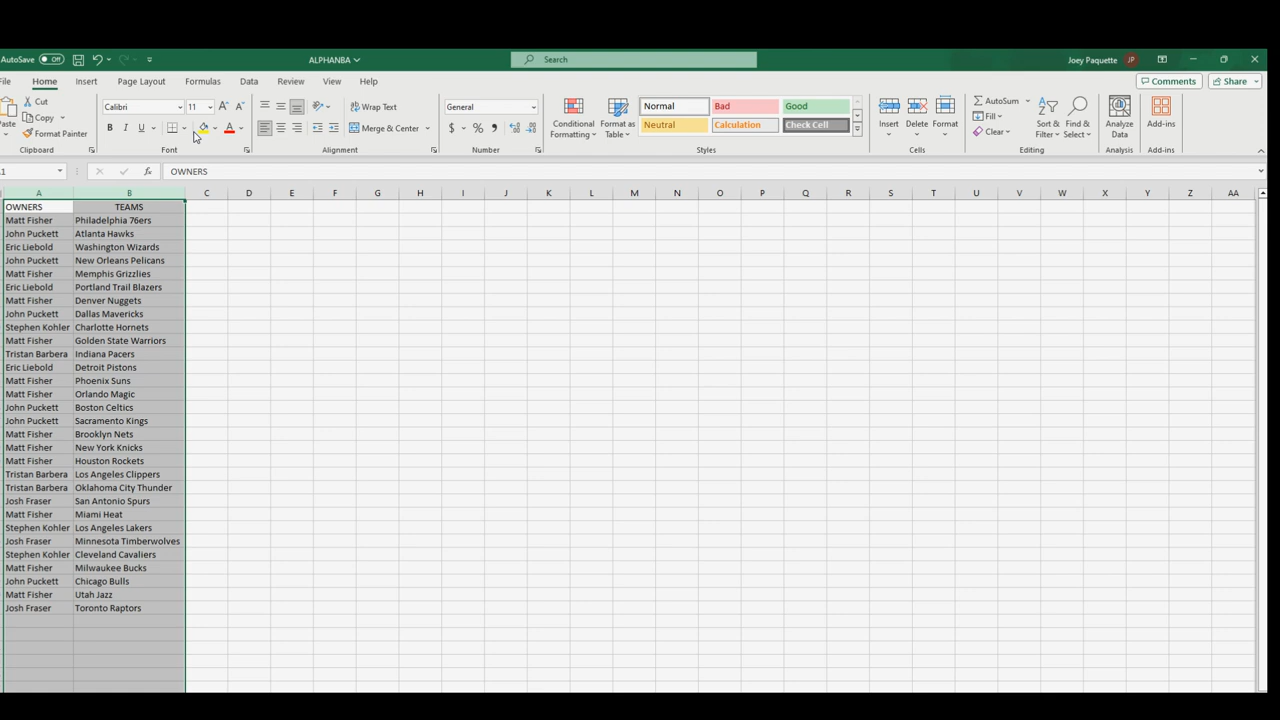 AutoSave Off ALPHANBA Search Joey Paquette JP
File Home Insert Page Layout Formulas Data Review View Help Comments Share
Cut Calibri 11 A A Wrap Text General Normal Bad Good AutoSum
Copy Fill
Format Painter B I U A Merge & Center $ % Conditional Formatting Format as Table Neutral Calculation Check Cell Insert Delete Format Clear Sort & Filter Find & Select Analyze Data Add-ins
Clipboard Font Alignment Number Styles Cells Editing Analysis Add-ins
fx OWNERS
A B C D E F G H I J K L M N O P Q R S T U V W X Y Z AA
OWNERS TEAMS
Matt Fisher Philadelphia 76ers
John Puckett Atlanta Hawks
Eric Liebold Washington Wizards
John Puckett New Orleans Pelicans
Matt Fisher Memphis Grizzlies
Eric Liebold Portland Trail Blazers
Matt Fisher Denver Nuggets
John Puckett Dallas Mavericks
Stephen Kohler Charlotte Hornets
Matt Fisher Golden State Warriors
Tristan Barbera Indiana Pacers
Eric Liebold Detroit Pistons
Matt Fisher Phoenix Suns
Matt Fisher Orlando Magic
John Puckett Boston Celtics
John Puckett Sacramento Kings
Matt Fisher Brooklyn Nets
Matt Fisher New York Knicks
Matt Fisher Houston Rockets
Tristan Barbera Los Angeles Clippers
Tristan Barbera Oklahoma City Thunder
Josh Fraser San Antonio Spurs
Matt Fisher Miami Heat
Stephen Kohler Los Angeles Lakers
Josh Fraser Minnesota Timberwolves
Stephen Kohler Cleveland Cavaliers
Matt Fisher Milwaukee Bucks
John Puckett Chicago Bulls
Matt Fisher Utah Jazz
Josh Fraser Toronto Raptors